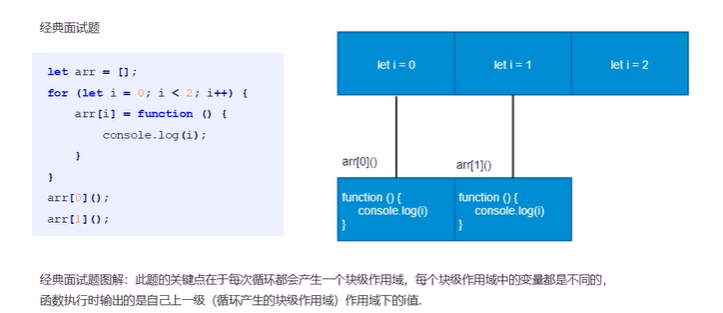 经典面试题
let arr = [];
for (let i = 0; i < 2; i++) {
arr[i] = function () {
console.log(i);
}
}
arr[0]();
arr[1]();
let i = 0
let i = 1
let i = 2
arr[0]()
arr[1]()
function () {
console.log(i)
}
function () {
console.log(i)
}
经典面试题图解：此题的关键点在于每次循环都会产生一个块级作用域，每个块级作用域中的变量都是不同的，
函数执行时输出的是自己上一级（循环产生的块级作用域）作用域下的i值.